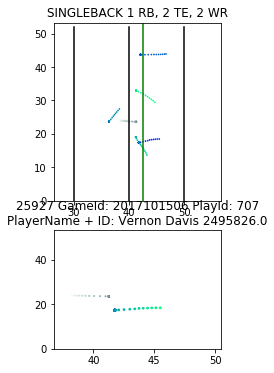 SINGLEBACK 1 RB, 2 TE, 2 WR
50
40
30
20
10
0
30 40 50
25927 GameId: 2017101506 PlayId: 707
PlayerName + ID: Vernon Davis 2495826.0
40
20
0
40 45 50